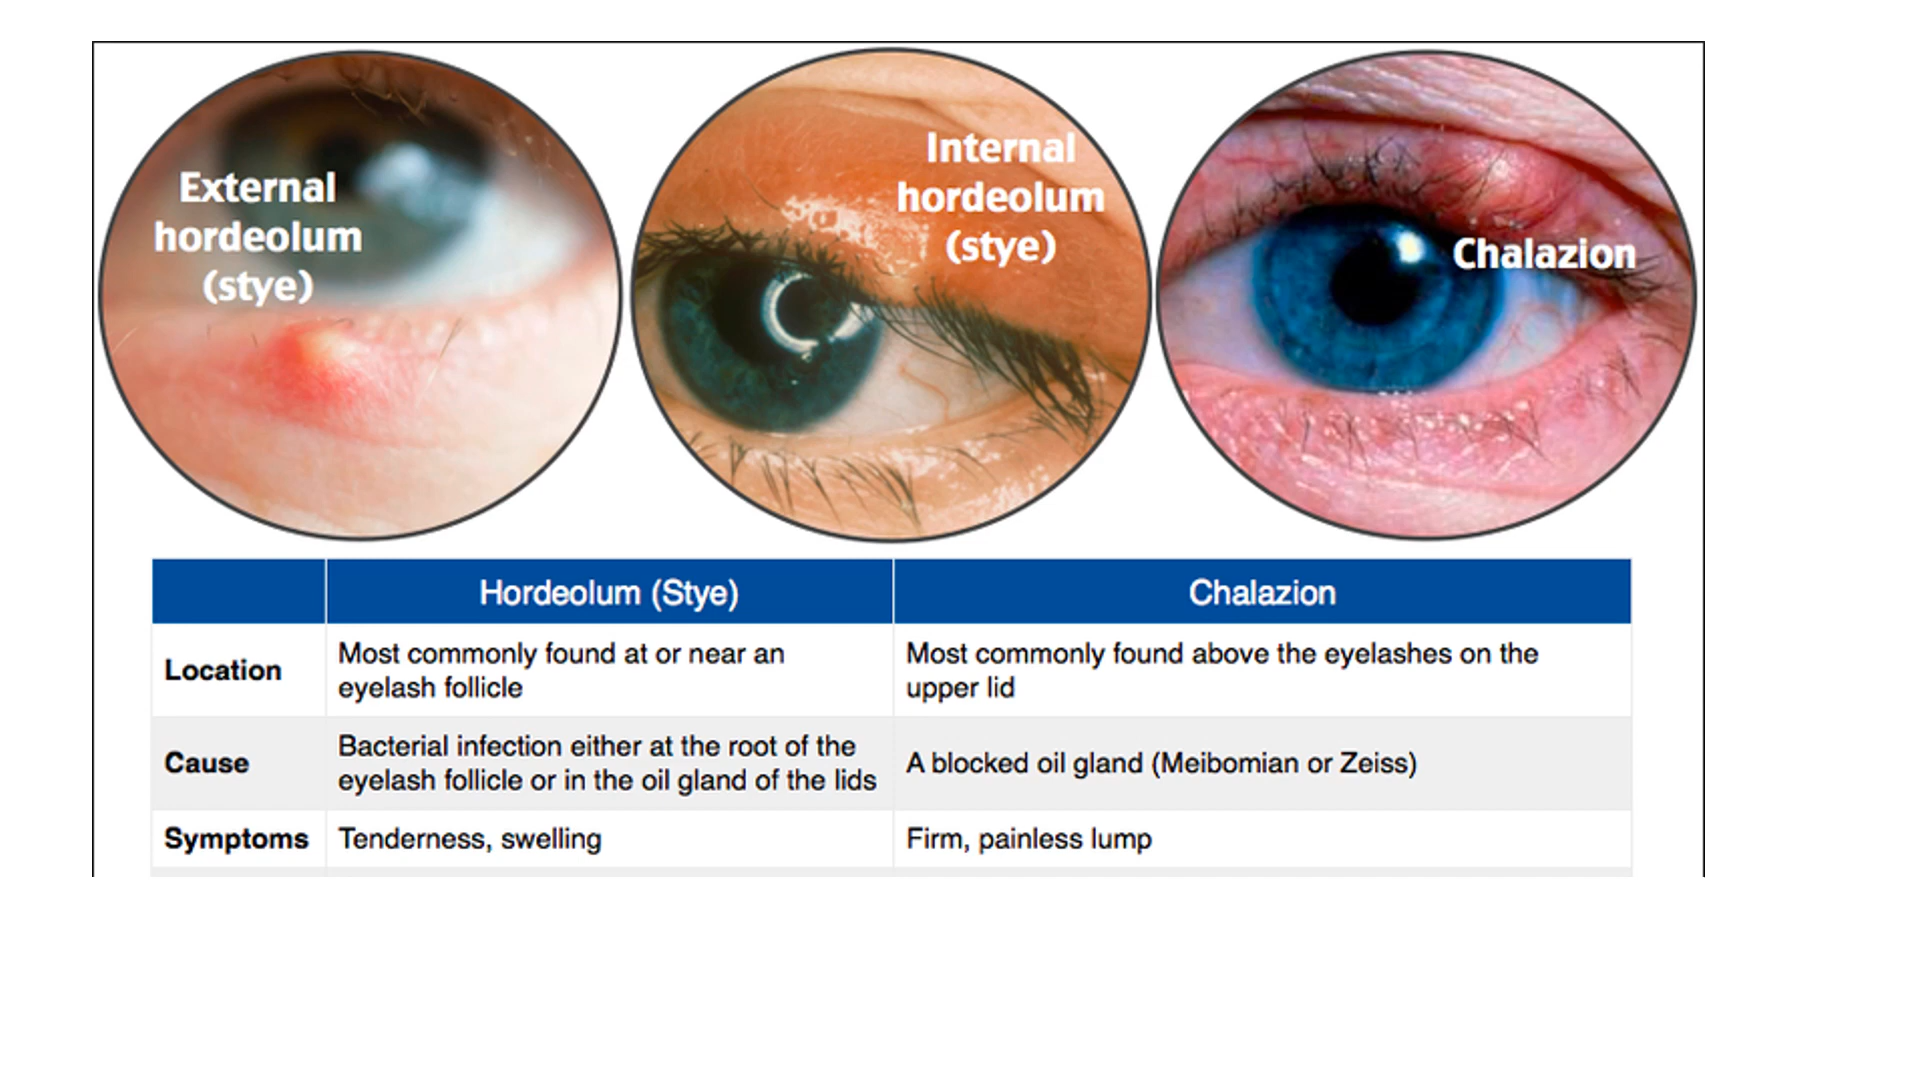 External
hordeolum
(stye)
Internal
hordeolum
(stye)
Chalazion
Hordeolum (Stye)
Chalazion
Location
Most commonly found at or near an
eyelash follicle
Most commonly found above the eyelashes on the
upper lid
Cause
Bacterial infection either at the root of the
eyelash follicle or in the oil gland of the lids
A blocked oil gland (Meibomian or Zeiss)
Symptoms
Tenderness, swelling
Firm, painless lump